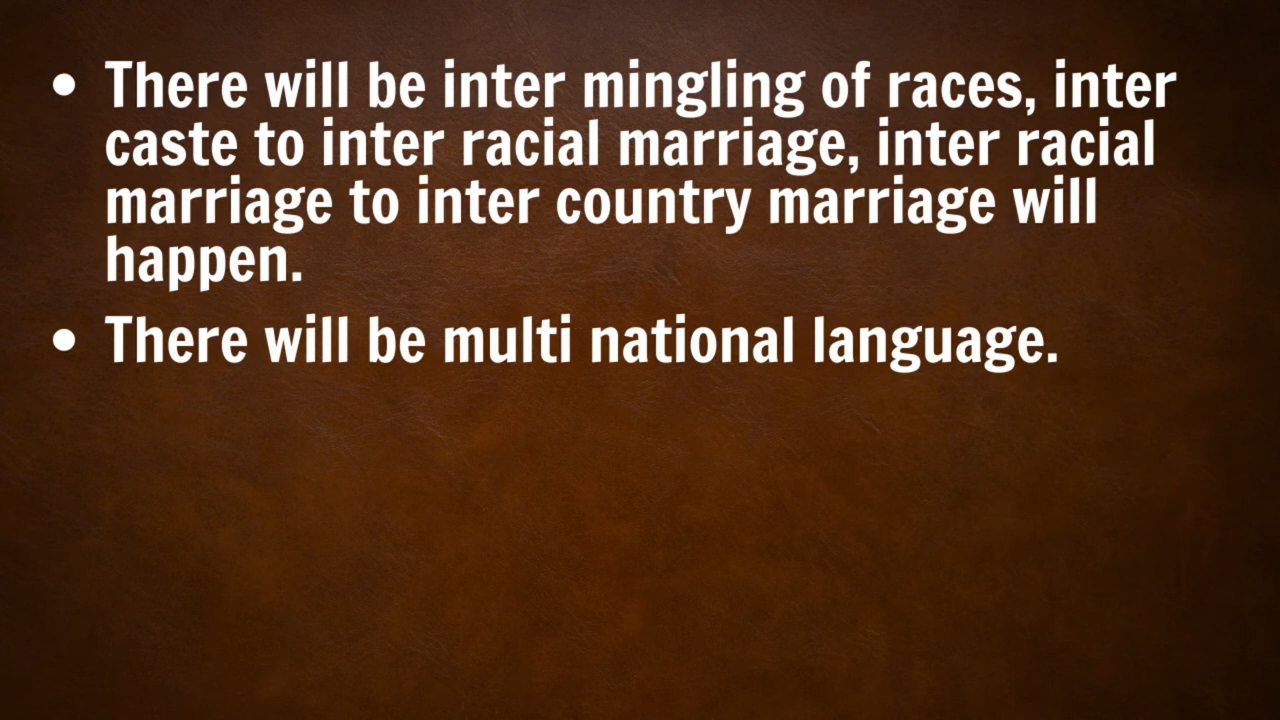 • There will be inter mingling of races, inter
caste to inter racial marriage, inter racial
marriage to inter country marriage will
happen.
• There will be multi national language.